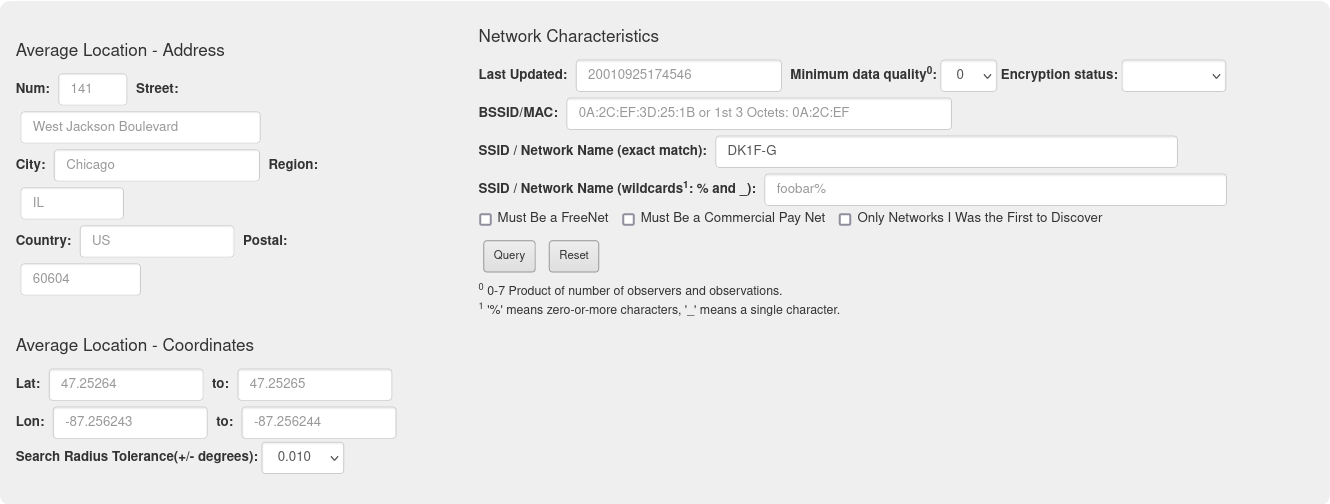 Average Location - Address
Num: 141 Street:
West Jackson Boulevard
City: Chicago Region:
IL
Country: US Postal:
60604
Average Location - Coordinates
Lat: 47.25264 to: 47.25265
Lon: -87.256243 to: -87.256244
Search Radius Tolerance(+/- degrees): 0.010
Network Characteristics
Last Updated: 20010925174546 Minimum data quality⁰: 0 Encryption status:
BSSID/MAC: 0A:2C:EF:3D:25:1B or 1st 3 Octets: 0A:2C:EF
SSID / Network Name (exact match): DK1F-G
SSID / Network Name (wildcards¹: % and _): foobar%
Must Be a FreeNet Must Be a Commercial Pay Net Only Networks I Was the First to Discover
Query Reset
⁰ 0-7 Product of number of observers and observations.
¹ '%' means zero-or-more characters, '_' means a single character.